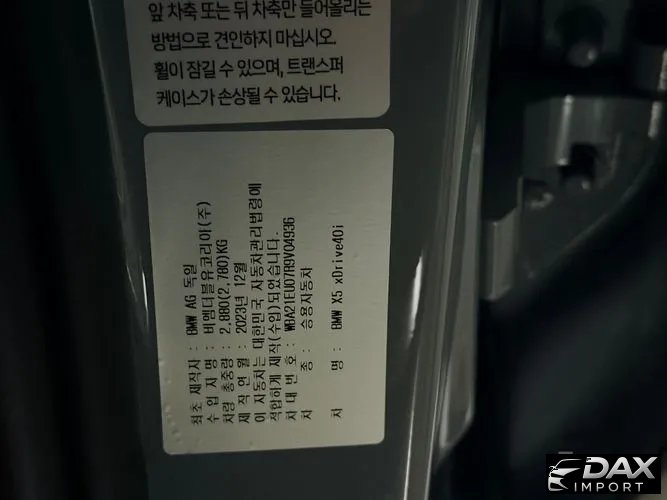 앞 차축 또는 뒤 차축만 들어올리는
방법으로 견인하지 마십시오.
휠이 잠길 수 있으며, 트랜스퍼
케이스가 손상될 수 있습니다.
최초 제작자 : BMW AG 독일
수 입 자 명 : 비엠더블유코리아(주)
차량 총중량 : 2,880(2,780)KG
제 작 연 월 : 2023년 12월
이 자동차는 대한민국 자동차관리법령에
적합하게 제작(수입)되었습니다.
차 대 번 호 : WBA21EU07R9V04936
차 종 : 승용자동차
차 명 : BMW X5 xDrive40i
DAX
IMPORT